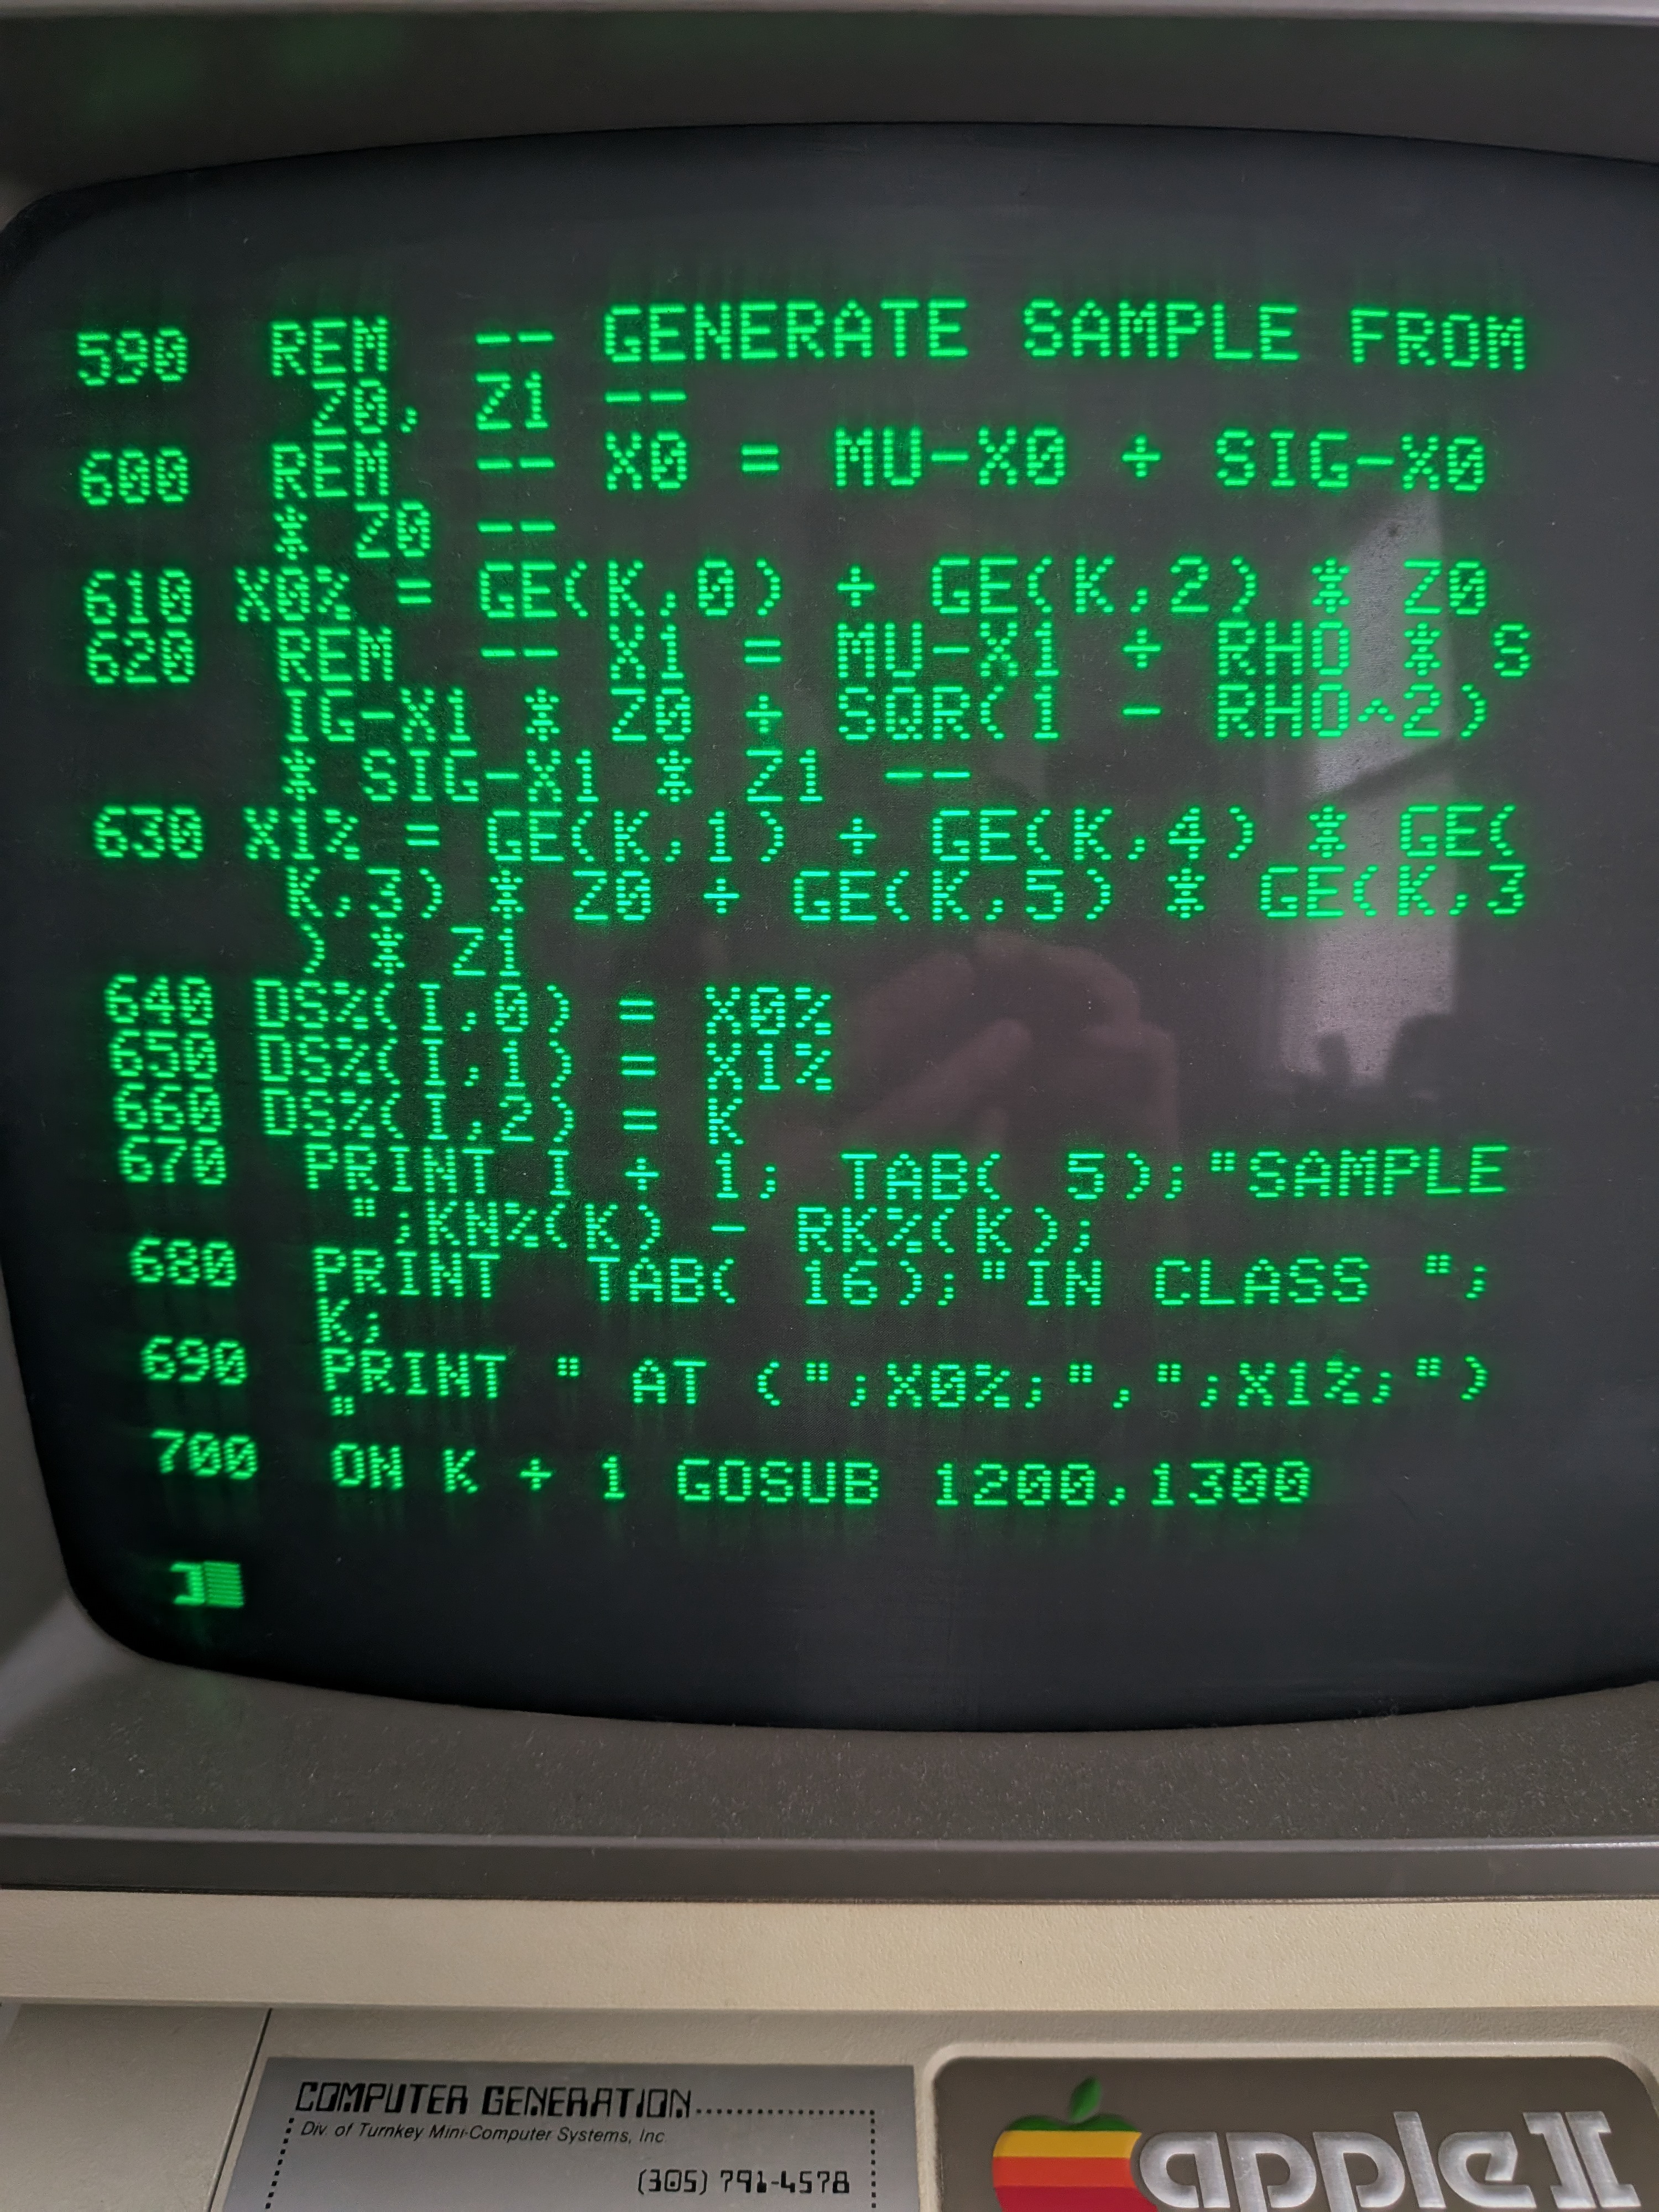 590 REM -- GENERATE SAMPLE FROM
Z0, Z1 --
600 REM -- X0 = MU-X0 + SIG-X0
* Z0 --
610 X0% = GE(K,0) + GE(K,2) * Z0
620 REM -- X1 = MU-X1 + RHO * S
IG-X1 * Z0 + SQR(1 - RHO^2)
* SIG-X1 * Z1 --
630 X1% = GE(K,1) + GE(K,4) * GE(
K,3) * Z0 + GE(K,5) * GE(K,3
) * Z1
640 DS%(I,0) = X0%
650 DS%(I,1) = X1%
660 DS%(I,2) = K
670 PRINT I + 1; TAB( 5);"SAMPLE
";KN%(K) - RK%(K);
680 PRINT TAB( 16);"IN CLASS ";
K;
690 PRINT " AT (";X0%;",";X1%;")
"
700 ON K + 1 GOSUB 1200,1300
]
COMPUTER GENERATION
Div. of Turnkey Mini-Computer Systems, Inc.
(305) 791-4578
apple ][